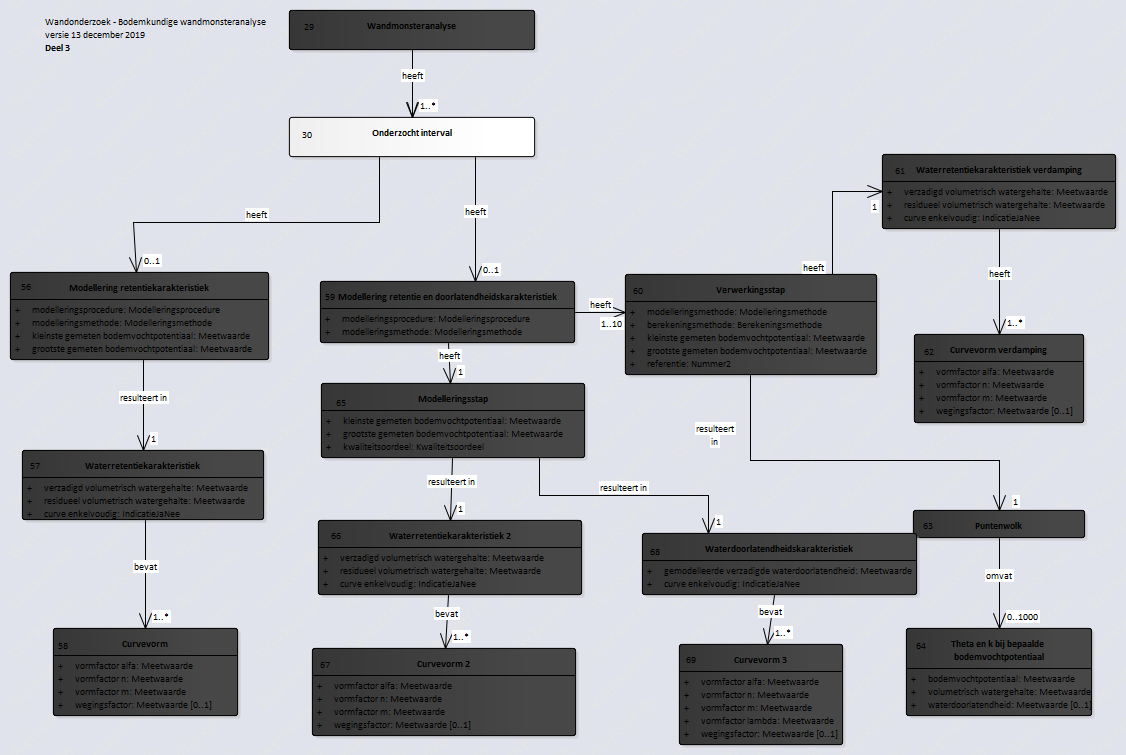 Wandonderzoek - Bodemkundige wandmonsteranalyse
versie 13 december 2019
Deel 3
29 Wandmonsteranalyse
heeft
1..*
30 Onderzocht interval
heeft
0..1
heeft
0..1
56 Modellering retentiekarakteristiek
+ modelleringsprocedure: Modelleringsprocedure
+ modelleringsmethode: Modelleringsmethode
+ kleinste gemeten bodemvochtpotentiaal: Meetwaarde
+ grootste gemeten bodemvochtpotentiaal: Meetwaarde
resulteert in
1
57 Waterretentiekarakteristiek
+ verzadigd volumetrisch watergehalte: Meetwaarde
+ residueel volumetrisch watergehalte: Meetwaarde
+ curve enkelvoudig: IndicatieJaNee
bevat
1..*
58 Curvevorm
+ vormfactor alfa: Meetwaarde
+ vormfactor n: Meetwaarde
+ vormfactor m: Meetwaarde
+ wegingsfactor: Meetwaarde [0..1]
59 Modellering retentie en doorlatendheidskarakteristiek
+ modelleringsprocedure: Modelleringsprocedure
+ modelleringsmethode: Modelleringsmethode
heeft
1..10
heeft
1
65 Modelleringsstap
+ kleinste gemeten bodemvochtpotentiaal: Meetwaarde
+ grootste gemeten bodemvochtpotentiaal: Meetwaarde
+ kwaliteitsoordeel: Kwaliteitsoordeel
resulteert in
1
resulteert in
1
66 Waterretentiekarakteristiek 2
+ verzadigd volumetrisch watergehalte: Meetwaarde
+ residueel volumetrisch watergehalte: Meetwaarde
+ curve enkelvoudig: IndicatieJaNee
bevat
1..*
67 Curvevorm 2
+ vormfactor alfa: Meetwaarde
+ vormfactor n: Meetwaarde
+ vormfactor m: Meetwaarde
+ wegingsfactor: Meetwaarde [0..1]
68 Waterdoorlatendheidskarakteristiek
+ gemodelleerde verzadigde waterdoorlatendheid: Meetwaarde
+ curve enkelvoudig: IndicatieJaNee
bevat
1..*
69 Curvevorm 3
+ vormfactor alfa: Meetwaarde
+ vormfactor n: Meetwaarde
+ vormfactor m: Meetwaarde
+ vormfactor lambda: Meetwaarde
+ wegingsfactor: Meetwaarde [0..1]
60 Verwerkingsstap
+ modelleringsmethode: Modelleringsmethode
+ berekeningsmethode: Berekeningsmethode
+ kleinste gemeten bodemvochtpotentiaal: Meetwaarde
+ grootste gemeten bodemvochtpotentiaal: Meetwaarde
+ referentie: Nummer2
heeft
1
61 Waterretentiekarakteristiek verdamping
+ verzadigd volumetrisch watergehalte: Meetwaarde
+ residueel volumetrisch watergehalte: Meetwaarde
+ curve enkelvoudig: IndicatieJaNee
heeft
1..*
62 Curvevorm verdamping
+ vormfactor alfa: Meetwaarde
+ vormfactor n: Meetwaarde
+ vormfactor m: Meetwaarde
+ wegingsfactor: Meetwaarde [0..1]
resulteert
in
1
63 Puntenwolk
omvat
0..1000
64 Theta en k bij bepaalde
bodemvochtpotentiaal
+ bodemvochtpotentiaal: Meetwaarde
+ volumetrisch watergehalte: Meetwaarde
+ waterdoorlatendheid: Meetwaarde [0..1]